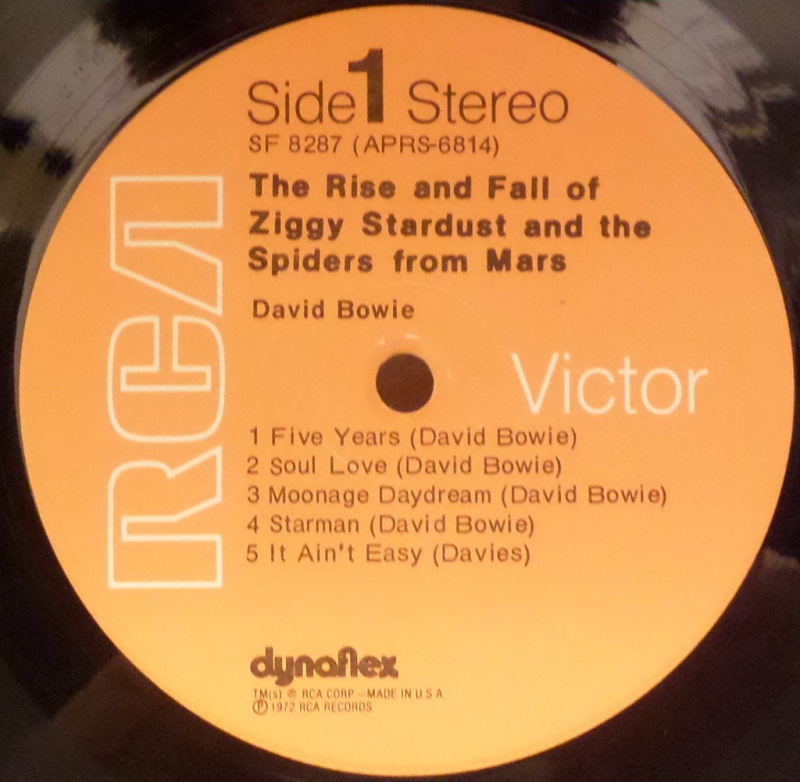 Side 1 Stereo
SF 8287 (APRS-6814)
The Rise and Fall of
Ziggy Stardust and the
Spiders from Mars
David Bowie
RCA
Victor
1 Five Years (David Bowie)
2 Soul Love (David Bowie)
3 Moonage Daydream (David Bowie)
4 Starman (David Bowie)
5 It Ain't Easy (Davies)
dynaflex
TM(s) ® RCA CORP – MADE IN U S A
℗ 1972 RCA RECORDS